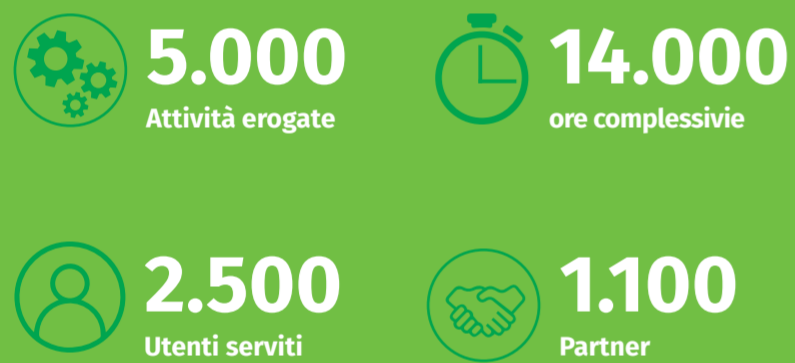 5.000
Attività erogate
14.000
ore complessivie
2.500
Utenti serviti
1.100
Partner